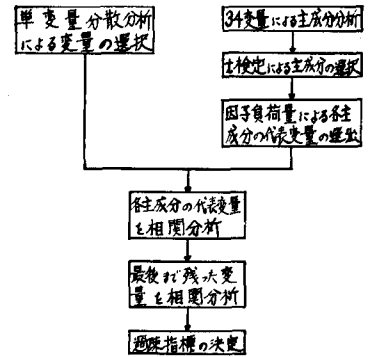 単変量分散分析
による変量の選択
34変量による主成分分析
t検定による主成分の選択
因子負荷量による各主
成分の代表変量の選出
各主成分の代表変量
を相関分析
最後まで残った変
量を相関分析
過疎指標の決定